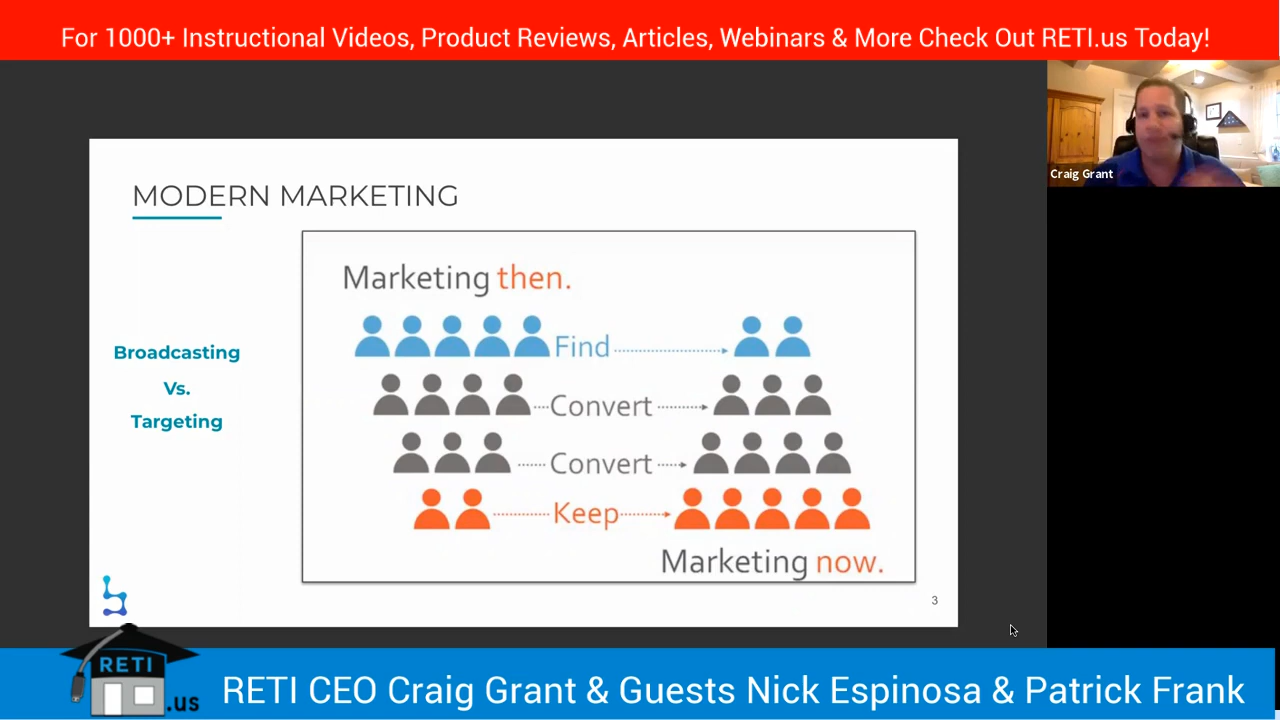 For 1000+ Instructional Videos, Product Reviews, Articles, Webinars & More Check Out RETI.us Today!
Craig Grant
MODERN MARKETING
Broadcasting
Vs.
Targeting
Marketing then.
Find
Convert
Convert
Keep
Marketing now.
3
RETI
.us
RETI CEO Craig Grant & Guests Nick Espinosa & Patrick Frank